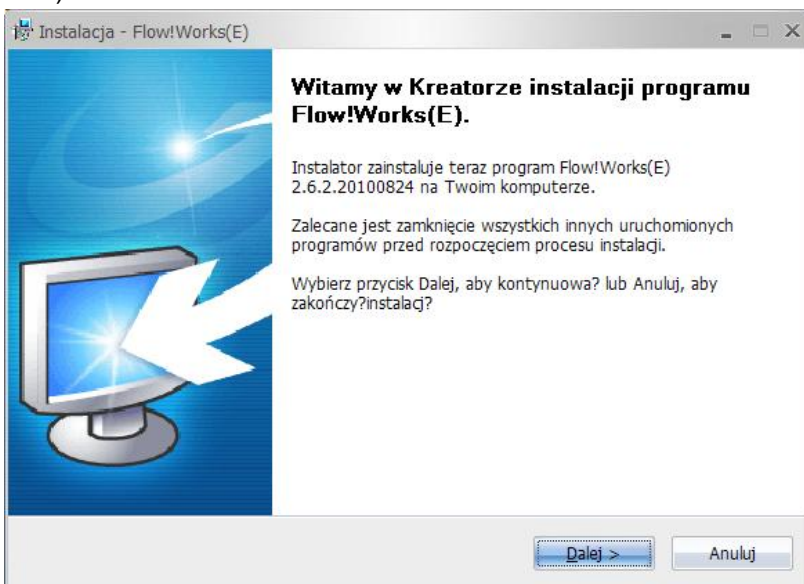 Instalacja - Flow!Works(E)
Witamy w Kreatorze instalacji programu
Flow!Works(E).
Instalator zainstaluje teraz program Flow!Works(E)
2.6.2.20100824 na Twoim komputerze.
Zalecane jest zamknięcie wszystkich innych uruchomionych
programów przed rozpoczęciem procesu instalacji.
Wybierz przycisk Dalej, aby kontynuowa? lub Anuluj, aby
zakończy?instalacj?
Dalej >
Anuluj